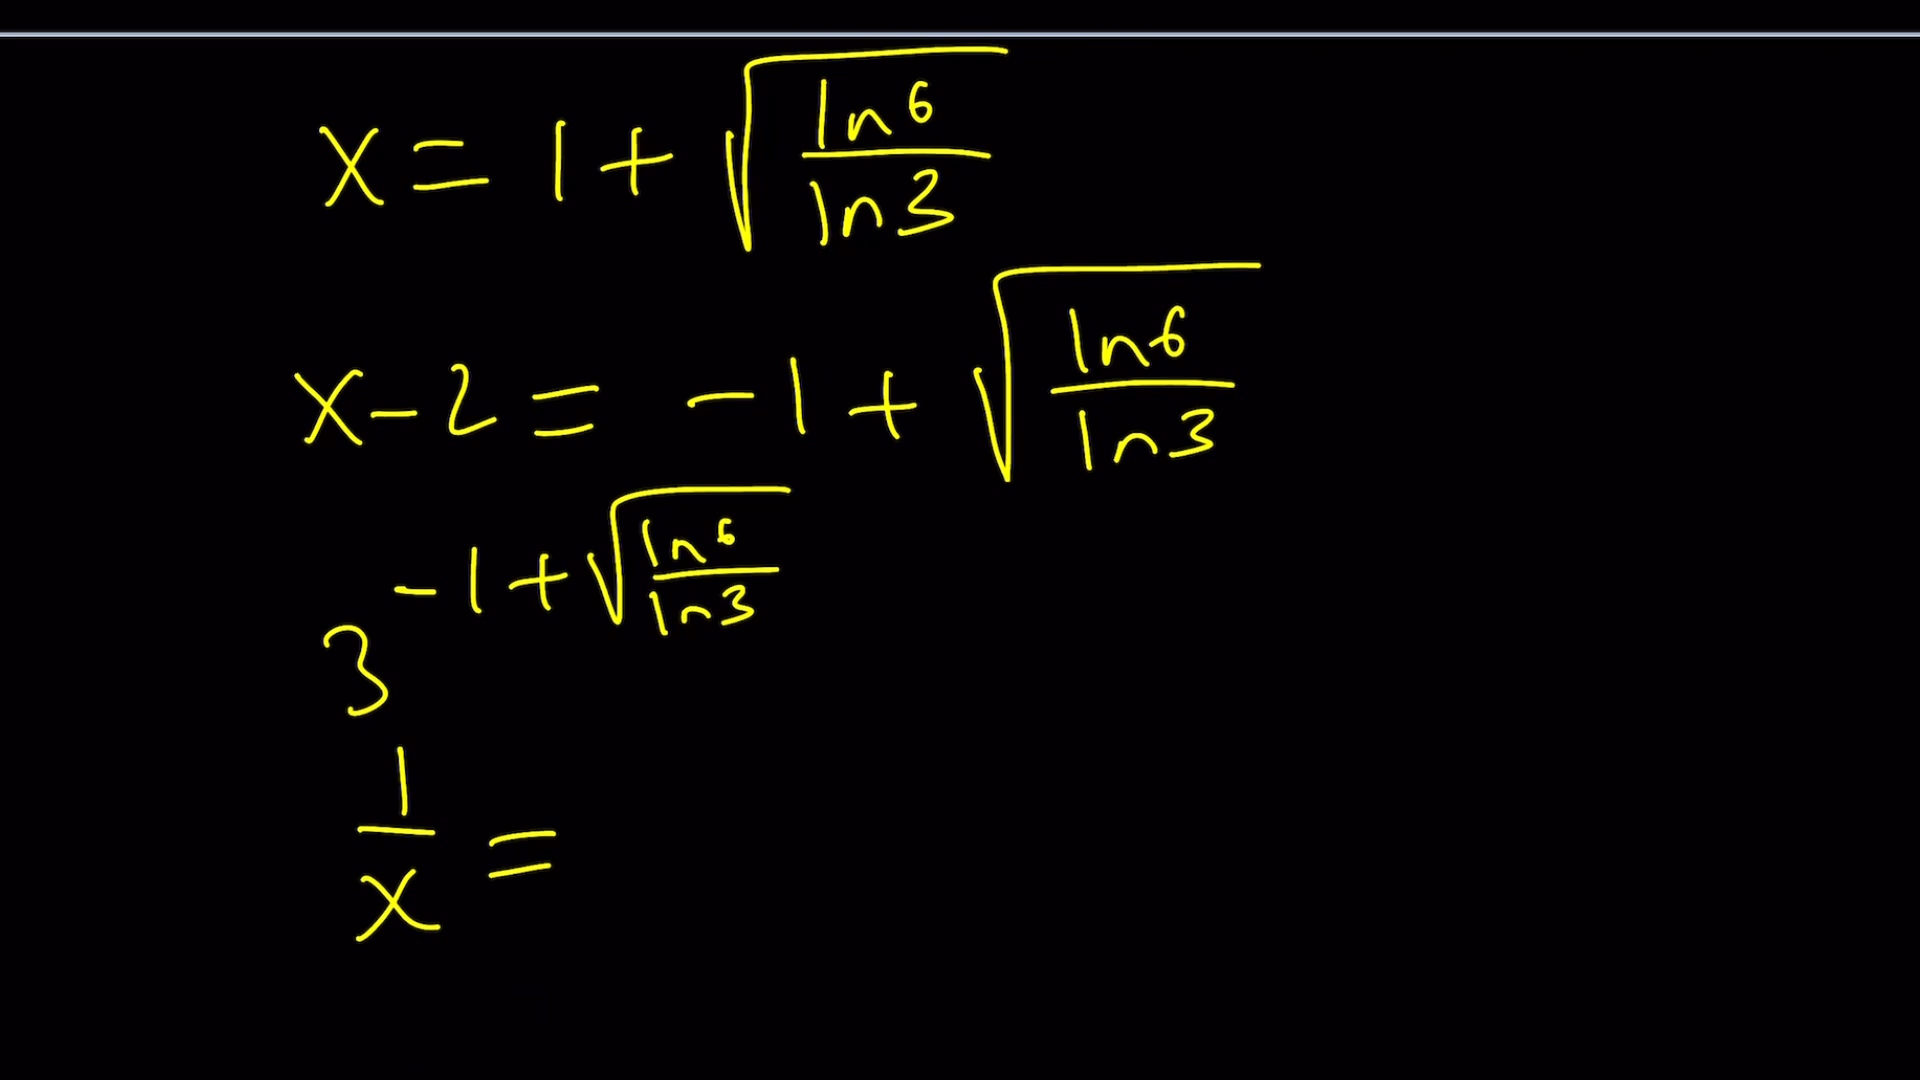 x = 1 + √(ln6/ln3)
x - 2 = -1 + √(ln6/ln3)
3^(-1 + √(ln6/ln3))
1/x =